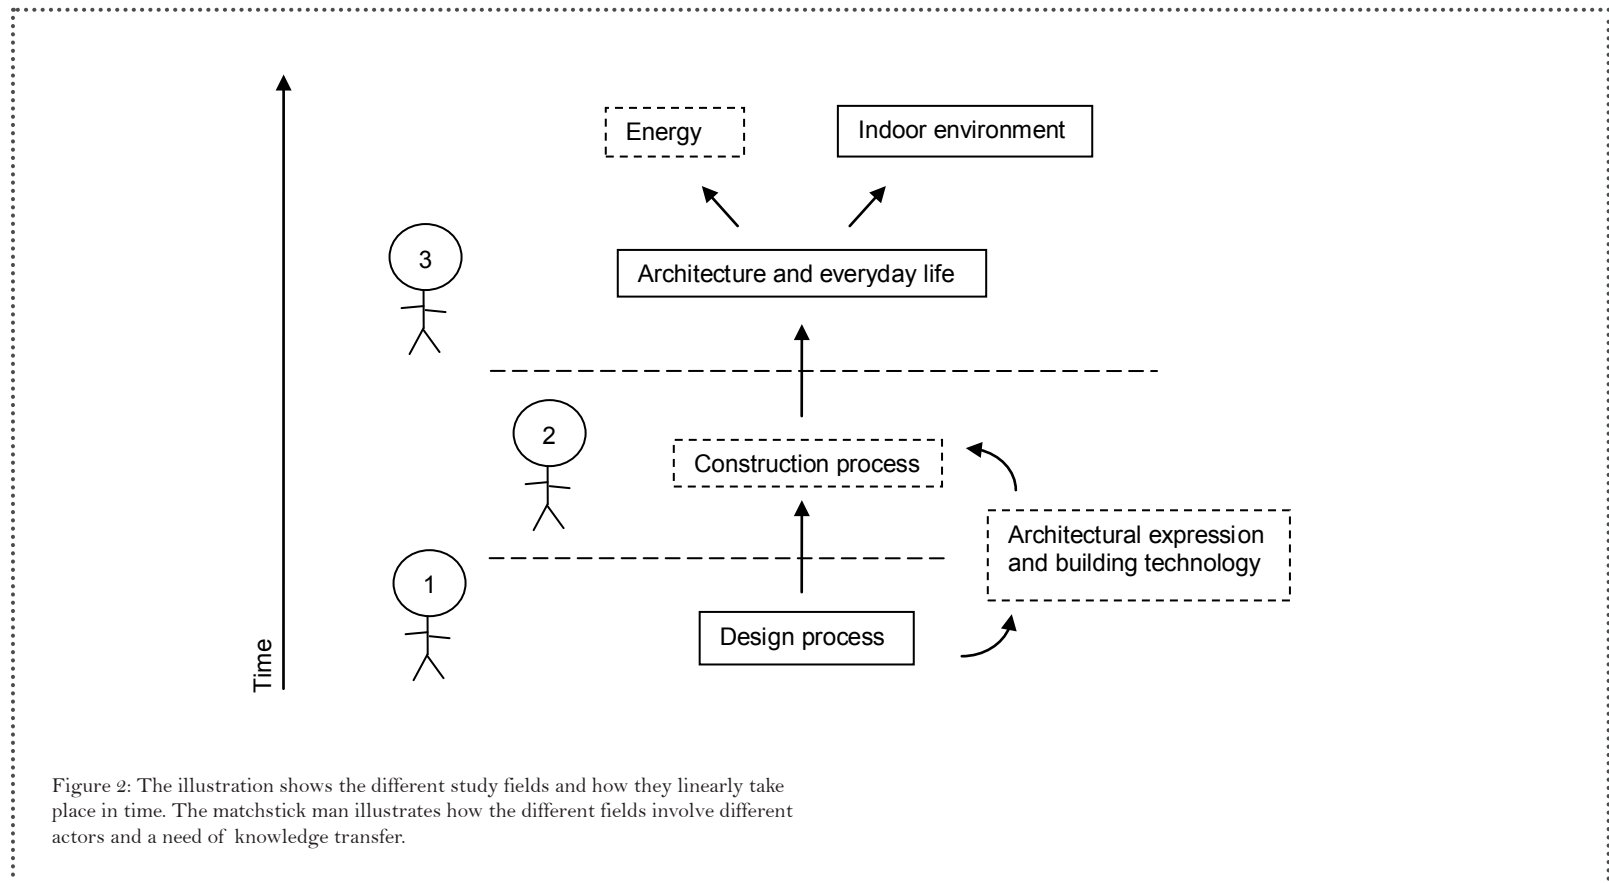 Energy
Indoor environment
3
Architecture and everyday life
2
Construction process
Architectural expression
and building technology
1
Design process
Time
Figure 2: The illustration shows the different study fields and how they linearly take
place in time. The matchstick man illustrates how the different fields involve different
actors and a need of knowledge transfer.